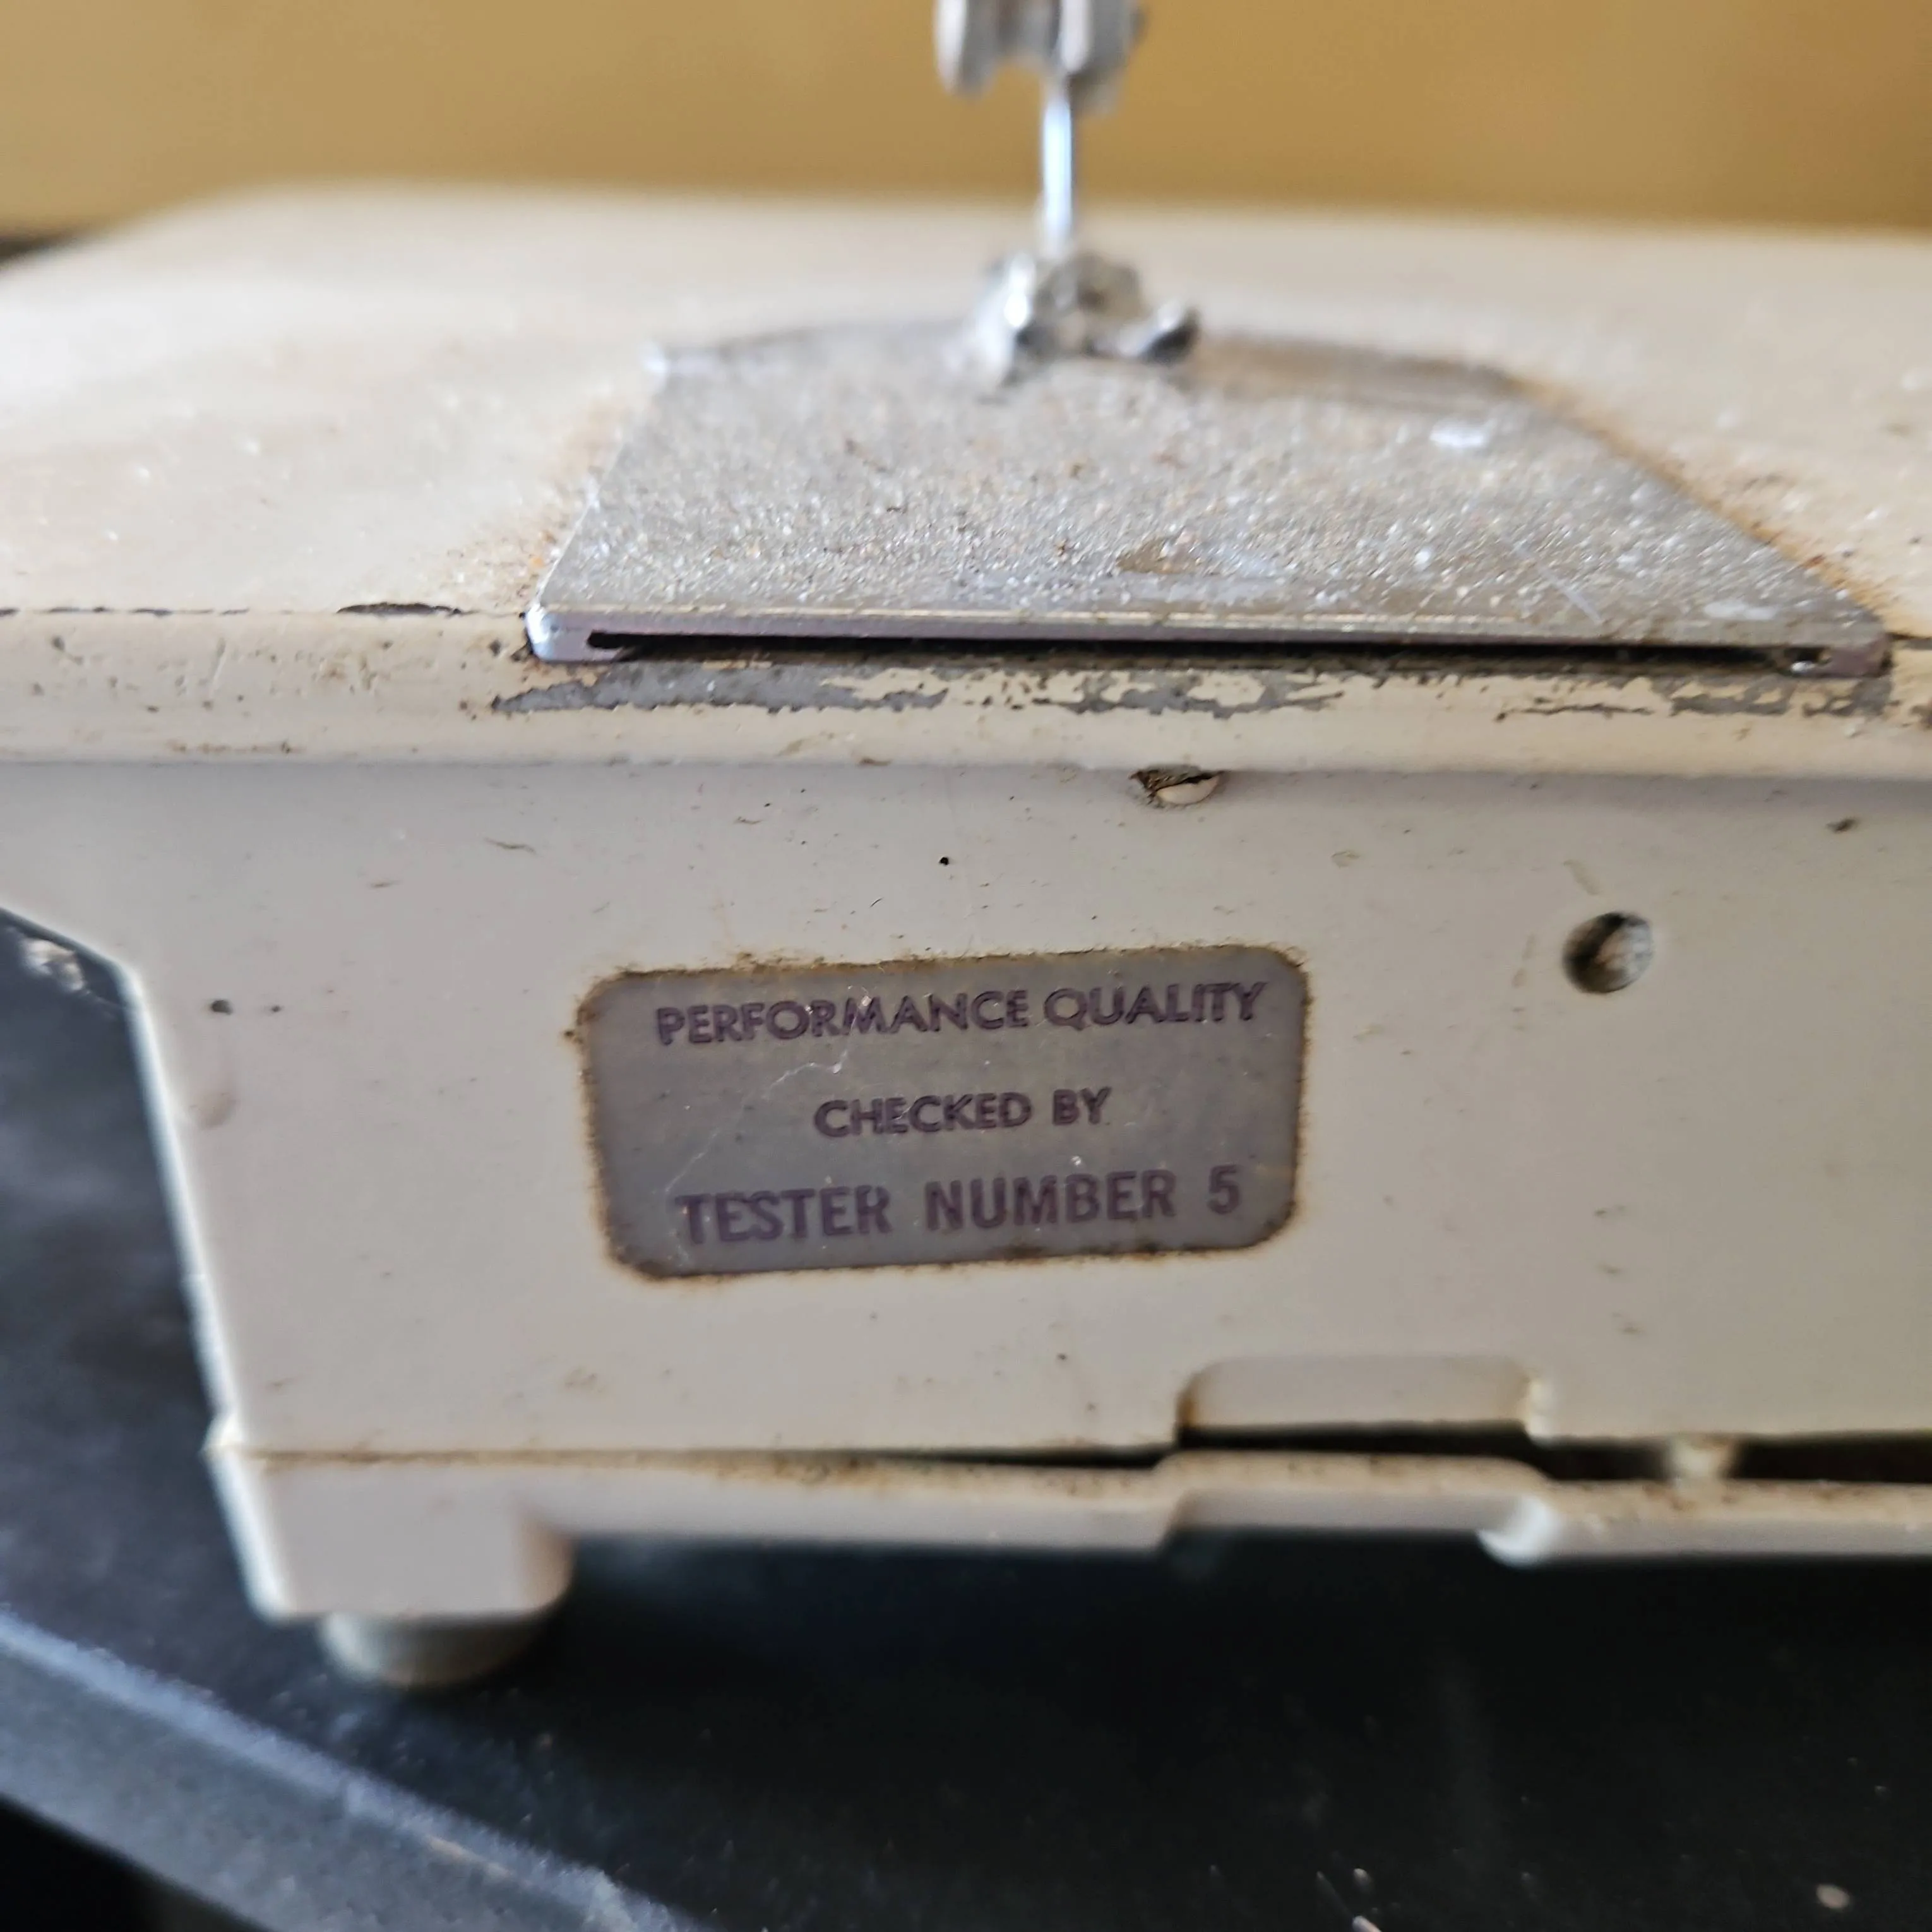 PERFORMANCE QUALITY
CHECKED BY
TESTER NUMBER 5